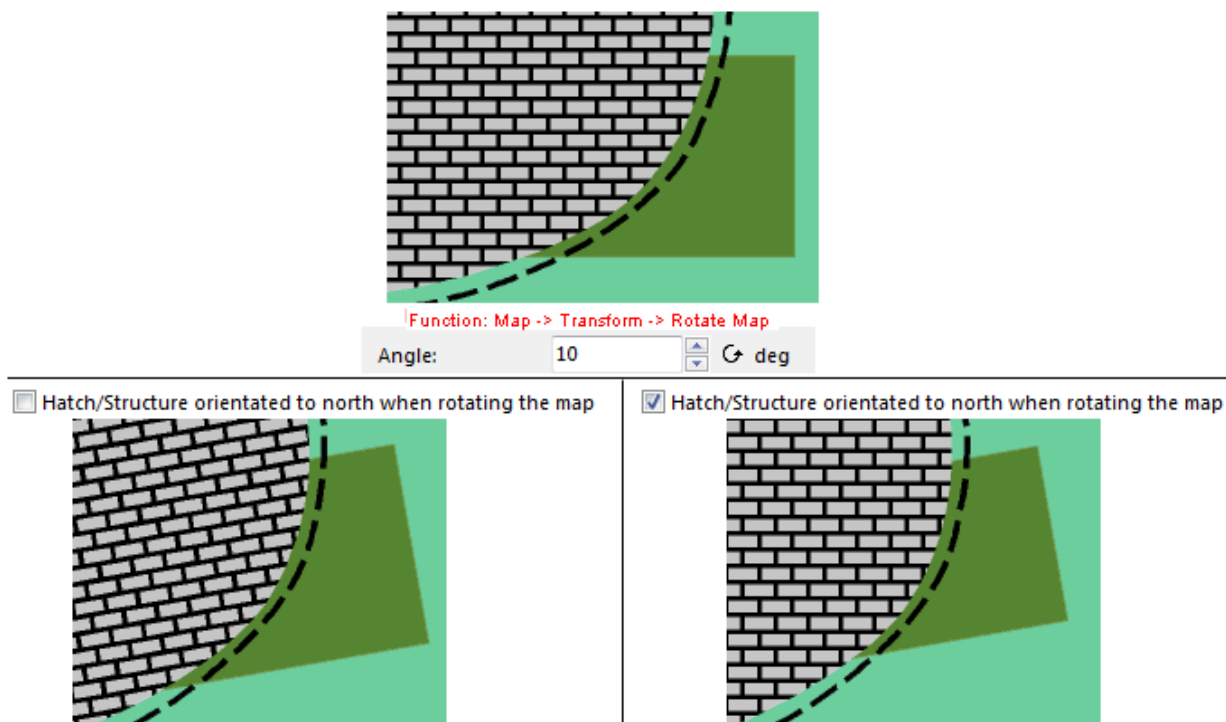 Function: Map -> Transform -> Rotate Map
Angle: 10 deg
Hatch/Structure orientated to north when rotating the map
Hatch/Structure orientated to north when rotating the map